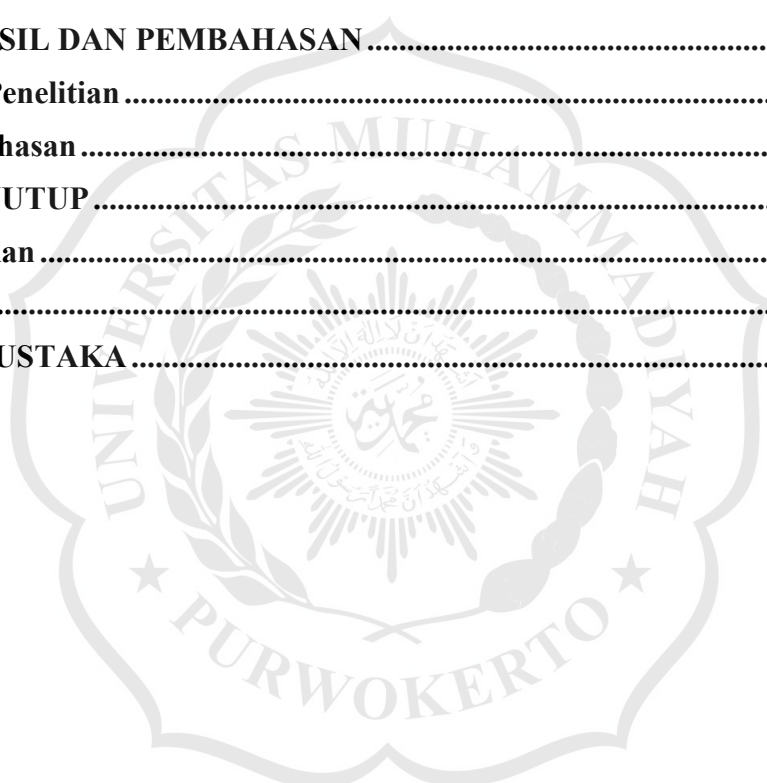 SIL DAN PEMBAHASAN........................................................
Penelitian........................................................................................
hasan..............................................................................................
UTUP............................................................................................
an...................................................................................................
........................................................................................................
USTAKA.......................................................................................
UNIVERSITAS MUHAMMADIYAH
PURWOKERTO